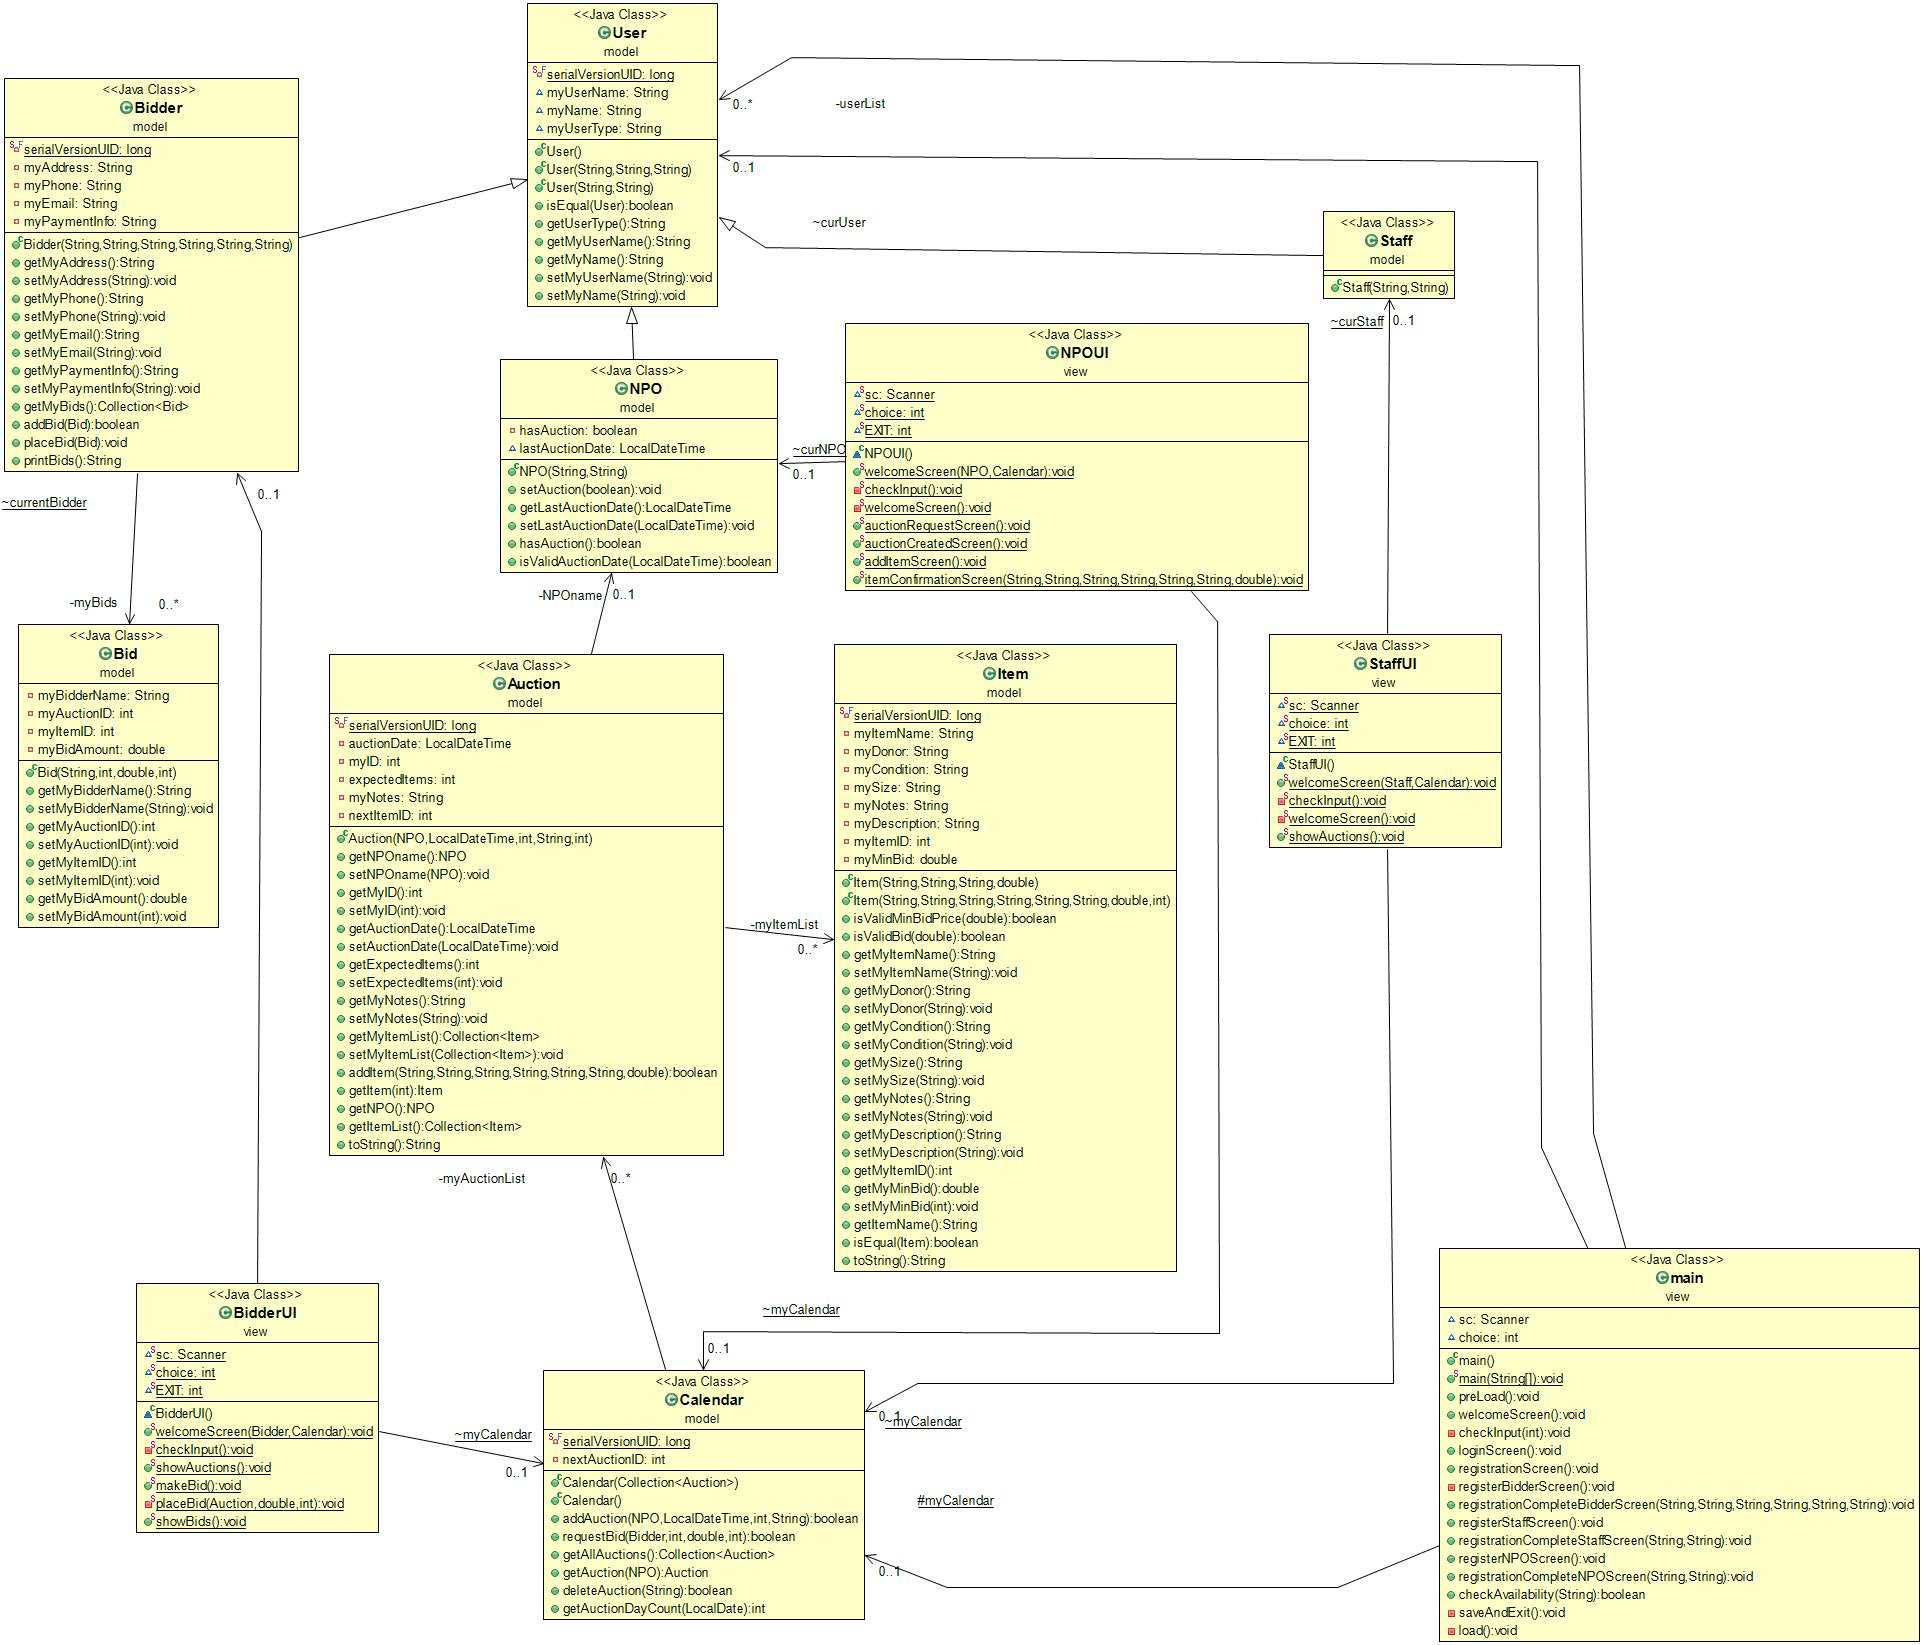 <<Java Class>>
User
model
serialVersionUID: long
myUserName: String
myName: String
myUserType: String
User()
User(String,String,String)
User(String,String)
isEqual(User):boolean
getUserType():String
getMyUserName():String
getMyName():String
setMyUserName(String):void
setMyName(String):void
<<Java Class>>
Bidder
model
serialVersionUID: long
myAddress: String
myPhone: String
myEmail: String
myPaymentInfo: String
Bidder(String,String,String,String,String,String)
getMyAddress():String
setMyAddress(String):void
getMyPhone():String
setMyPhone(String):void
getMyEmail():String
setMyEmail(String):void
getMyPaymentInfo():String
setMyPaymentInfo(String):void
getMyBids():Collection<Bid>
addBid(Bid):boolean
placeBid(Bid):void
printBids():String
0..*
-userList
0..1
~curUser
<<Java Class>>
Staff
model
Staff(String,String)
~curStaff
0..1
<<Java Class>>
NPO
model
hasAuction: boolean
lastAuctionDate: LocalDateTime
NPO(String,String)
setAuction(boolean):void
getLastAuctionDate():LocalDateTime
setLastAuctionDate(LocalDateTime):void
hasAuction():boolean
isValidAuctionDate(LocalDateTime):boolean
~curNPO
0..1
<<Java Class>>
NPOUI
view
sc: Scanner
choice: int
EXIT: int
NPOUI()
welcomeScreen(NPO,Calendar):void
checkInput():void
welcomeScreen():void
auctionRequestScreen():void
auctionCreatedScreen():void
addItemScreen():void
itemConfirmationScreen(String,String,String,String,String,String,double):void
~currentBidder
0..1
-myBids
0..*
-NPOname
0..1
<<Java Class>>
Bid
model
myBidderName: String
myAuctionID: int
myItemID: int
myBidAmount: double
Bid(String,int,double,int)
getMyBidderName():String
setMyBidderName(String):void
getMyAuctionID():int
setMyAuctionID(int):void
getMyItemID():int
setMyItemID(int):void
getMyBidAmount():double
setMyBidAmount(int):void
<<Java Class>>
Auction
model
serialVersionUID: long
auctionDate: LocalDateTime
myID: int
expectedItems: int
myNotes: String
nextItemID: int
Auction(NPO,LocalDateTime,int,String,int)
getNPOname():NPO
setNPOname(NPO):void
getMyID():int
setMyID(int):void
getAuctionDate():LocalDateTime
setAuctionDate(LocalDateTime):void
getExpectedItems():int
setExpectedItems(int):void
getMyNotes():String
setMyNotes(String):void
getMyItemList():Collection<Item>
setMyItemList(Collection<Item>):void
addItem(String,String,String,String,String,String,double):boolean
getItem(int):Item
getNPO():NPO
getItemList():Collection<Item>
toString():String
-myItemList
0..*
<<Java Class>>
Item
model
serialVersionUID: long
myItemName: String
myDonor: String
myCondition: String
mySize: String
myNotes: String
myDescription: String
myItemID: int
myMinBid: double
Item(String,String,String,double)
Item(String,String,String,String,String,String,double,int)
isValidMinBidPrice(double):boolean
isValidBid(double):boolean
getMyItemName():String
setMyItemName(String):void
getMyDonor():String
setMyDonor(String):void
getMyCondition():String
setMyCondition(String):void
getMySize():String
setMySize(String):void
getMyNotes():String
setMyNotes(String):void
getMyDescription():String
setMyDescription(String):void
getMyItemID():int
getMyMinBid():double
setMyMinBid(int):void
getItemName():String
isEqual(Item):boolean
toString():String
<<Java Class>>
StaffUI
view
sc: Scanner
choice: int
EXIT: int
StaffUI()
welcomeScreen(Staff,Calendar):void
checkInput():void
welcomeScreen():void
showAuctions():void
-myAuctionList
0..*
<<Java Class>>
BidderUI
view
sc: Scanner
choice: int
EXIT: int
BidderUI()
welcomeScreen(Bidder,Calendar):void
checkInput():void
showAuctions():void
makeBid():void
placeBid(Auction,double,int):void
showBids():void
~myCalendar
0..1
~myCalendar
0..1
<<Java Class>>
Calendar
model
serialVersionUID: long
nextAuctionID: int
Calendar(Collection<Auction>)
Calendar()
addAuction(NPO,LocalDateTime,int,String):boolean
requestBid(Bidder,int,double,int):boolean
getAllAuctions():Collection<Auction>
getAuction(NPO):Auction
deleteAuction(String):boolean
getAuctionDayCount(LocalDate):int
0..1
~myCalendar
#myCalendar
0..1
<<Java Class>>
main
view
sc: Scanner
choice: int
main()
main(String[]):void
preLoad():void
welcomeScreen():void
checkInput(int):void
loginScreen():void
registrationScreen():void
registerBidderScreen():void
registrationCompleteBidderScreen(String,String,String,String,String,String):void
registerStaffScreen():void
registrationCompleteStaffScreen(String,String):void
registerNPOScreen():void
registrationCompleteNPOScreen(String,String):void
checkAvailability(String):boolean
saveAndExit():void
load():void